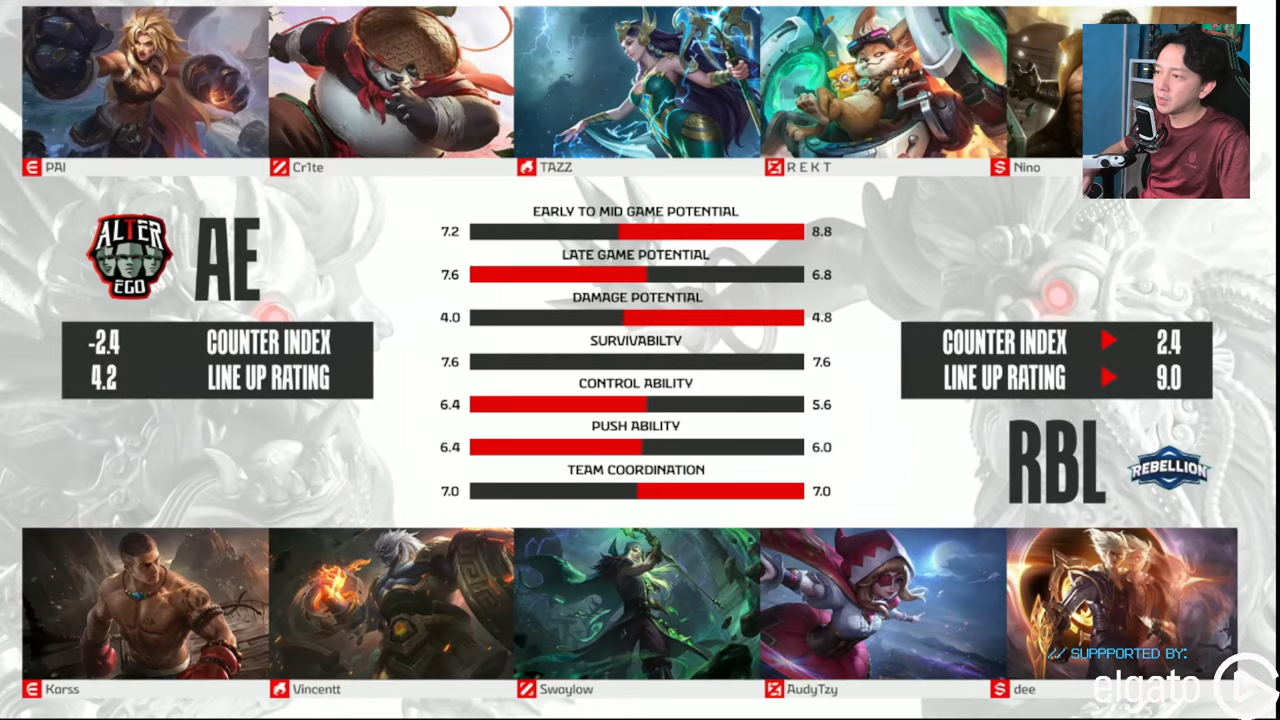 PAI
Cr1te
TAZZ
R E K T
Nino
ALTER
EGO
AE
-2.4 COUNTER INDEX
4.2 LINE UP RATING
EARLY TO MID GAME POTENTIAL
7.2 8.8
LATE GAME POTENTIAL
7.6 6.8
DAMAGE POTENTIAL
4.0 4.8
SURVIVABILTY
7.6 7.6
CONTROL ABILITY
6.4 5.6
PUSH ABILITY
6.4 6.0
TEAM COORDINATION
7.0 7.0
COUNTER INDEX 2.4
LINE UP RATING 9.0
RBL
REBELLION
Karss
Vincentt
Swaylow
AudyTzy
dee
// SUPPPORTED BY:
elgato